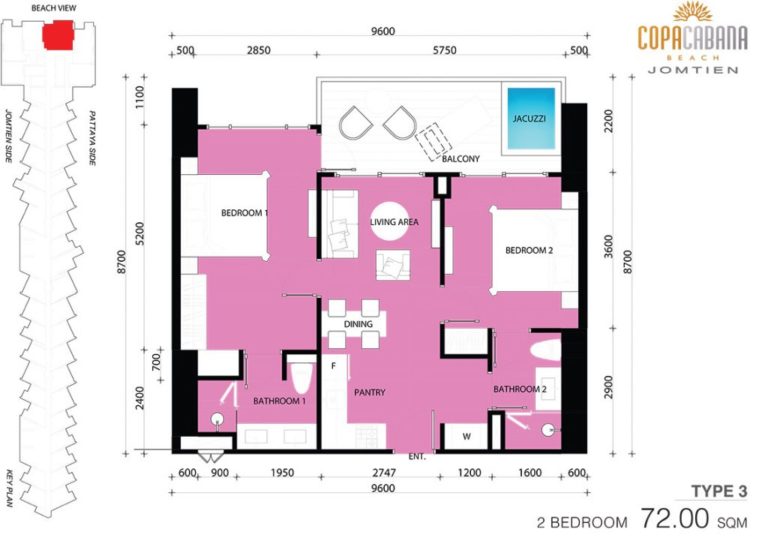 BEACH VIEW
JOMTIEN SIDE
PATTAYA SIDE
KEY PLAN
COPACABANA
BEACH
JOMTIEN
9600
500
2850
5750
500
8700
1100
5200
700
2400
2200
3600
2900
8700
JACUZZI
BALCONY
BEDROOM 1
LIVING AREA
BEDROOM 2
DINING
F
PANTRY
BATHROOM 1
BATHROOM 2
W
ENT.
600
900
1950
2747
1200
1600
600
9600
TYPE 3
2 BEDROOM 72.00 SQM